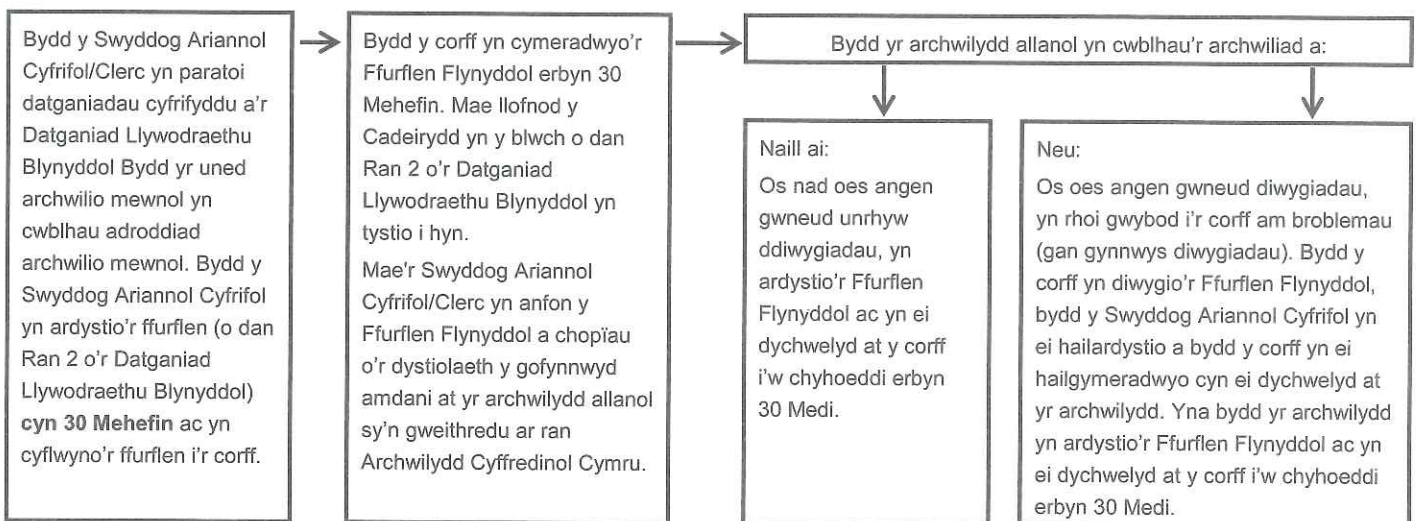 Bydd y Swyddog Ariannol
Cyfrifol/Clerc yn paratoi
datganiadau cyfrifyddu a'r
Datganiad Llywodraethu
Blynyddol Bydd yr uned
archwilio mewnol yn
cwblhau adroddiad
archwilio mewnol. Bydd y
Swyddog Ariannol Cyfrifol
yn ardystio'r ffurflen (o dan
Ran 2 o'r Datganiad
Llywodraethu Blynyddol)
cyn 30 Mehefin ac yn
cyflwyno'r ffurflen i'r corff.
Bydd y corff yn cymeradwyo'r
Ffurflen Flynyddol erbyn 30
Mehefin. Mae llofnod y
Cadeirydd yn y blwch o dan
Ran 2 o'r Datganiad
Llywodraethu Blynyddol yn
tystio i hyn.
Mae'r Swyddog Ariannol
Cyfrifol/Clerc yn anfon y
Ffurflen Flynyddol a chopïau
o'r dystiolaeth y gofynnwyd
amdani at yr archwilydd allanol
sy'n gweithredu ar ran
Archwilydd Cyffredinol Cymru.
Bydd yr archwilydd allanol yn cwblhau'r archwiliad a:
Naill ai:
Os nad oes angen
gwneud unrhyw
ddiwygiadau, yn
ardystio'r Ffurflen
Flynyddol ac yn ei
dychwelyd at y corff
i'w chyhoeddi erbyn
30 Medi.
Neu:
Os oes angen gwneud diwygiadau,
yn rhoi gwybod i'r corff am broblemau
(gan gynnwys diwygiadau). Bydd y
corff yn diwygio'r Ffurflen Flynyddol,
bydd y Swyddog Ariannol Cyfrifol yn
ei hailardystio a bydd y corff yn ei
hailgymeradwyo cyn ei dychwelyd at
yr archwilydd. Yna bydd yr archwilydd
yn ardystio'r Ffurflen Flynyddol ac yn
ei dychwelyd at y corff i'w chyhoeddi
erbyn 30 Medi.